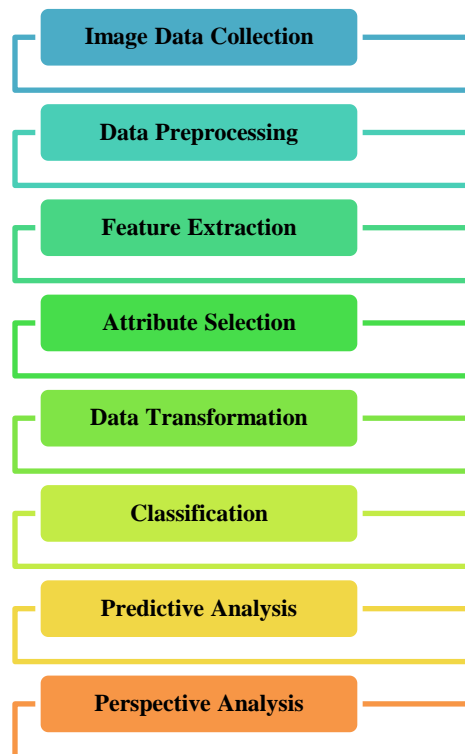 Image Data Collection
Data Preprocessing
Feature Extraction
Attribute Selection
Data Transformation
Classification
Predictive Analysis
Perspective Analysis